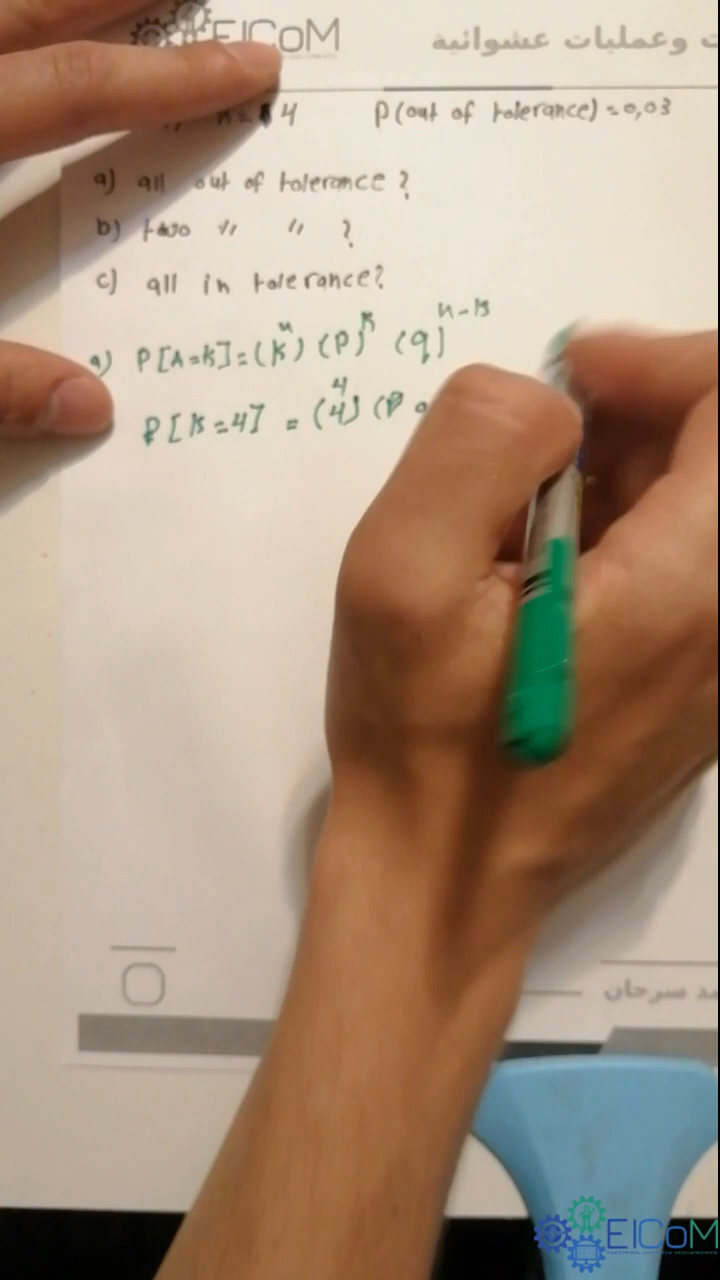 EICoM
ت وعمليات عشوائية
4 P(out of tolerance) = 0,03
a) all out of tolerance?
b) two " " ?
c) all in tolerance?
a) P[A=k] = (n k) (P)^k (q)^n-k
P[k=4] = (4 4) (P
د سرحان
EICoM